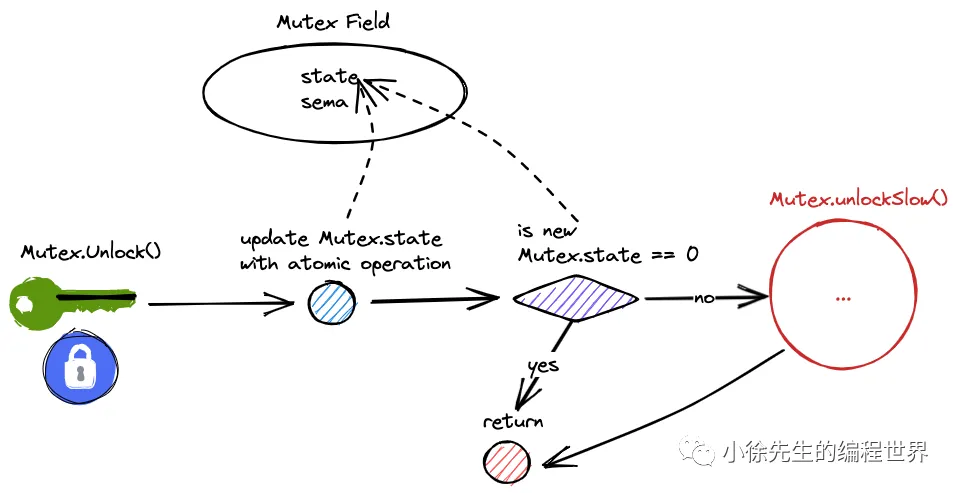 Mutex Field
state
sema
Mutex.unlockSlow()
Mutex.Unlock()
update Mutex.state
with atomic operation
is new
Mutex.state == 0
no
...
yes
return
小徐先生的编程世界